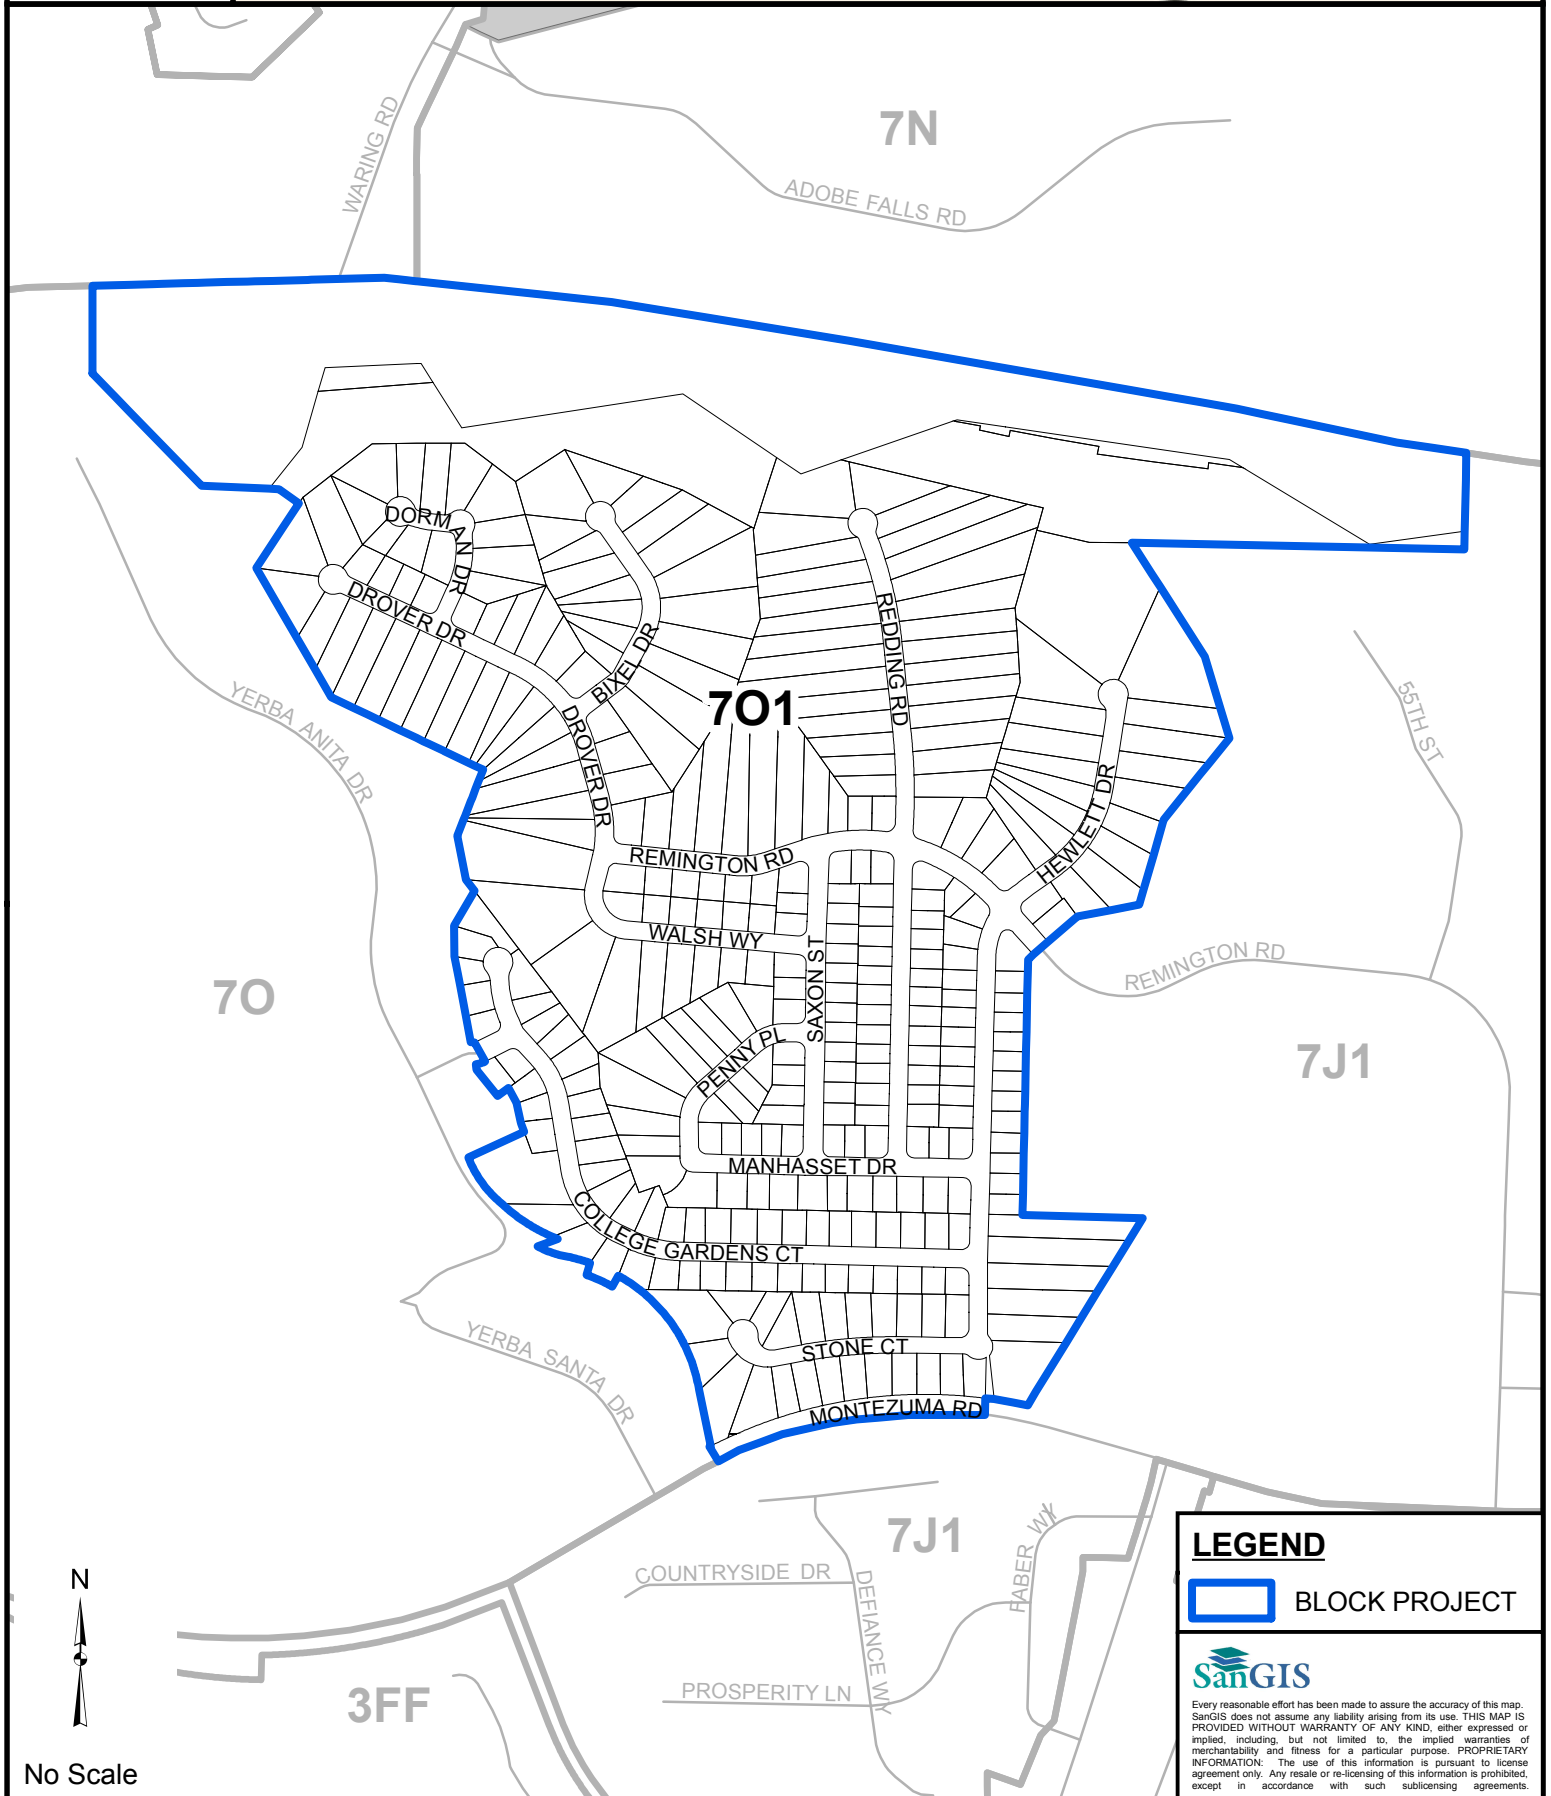 7N
WARING RD
ADOBE FALLS RD
DORMAN DR
DROVER DR
BIXEL DR
REDDING RD
YERBA ANITA DR
55TH ST
7O1
DROVER DR
HEWLETT DR
REMINGTON RD
WALSH WY
SAXON ST
REMINGTON RD
7O
PENNY PL
7J1
MANHASSET DR
COLLEGE GARDENS CT
YERBA SANTA DR
STONE CT
MONTEZUMA RD
7J1
COUNTRYSIDE DR
DEFIANCE WY
FABER WY
PROSPERITY LN
3FF
N
No Scale
LEGEND
BLOCK PROJECT
SanGIS
Every reasonable effort has been made to assure the accuracy of this map.
SanGIS does not assume any liability arising from its use. THIS MAP IS
PROVIDED WITHOUT WARRANTY OF ANY KIND, either expressed or
implied, including, but not limited to, the implied warranties of
merchantability and fitness for a particular purpose. PROPRIETARY
INFORMATION: The use of this information is pursuant to license
agreement only. Any resale or re-licensing of this information is prohibited,
except in accordance with such sublicensing agreements.